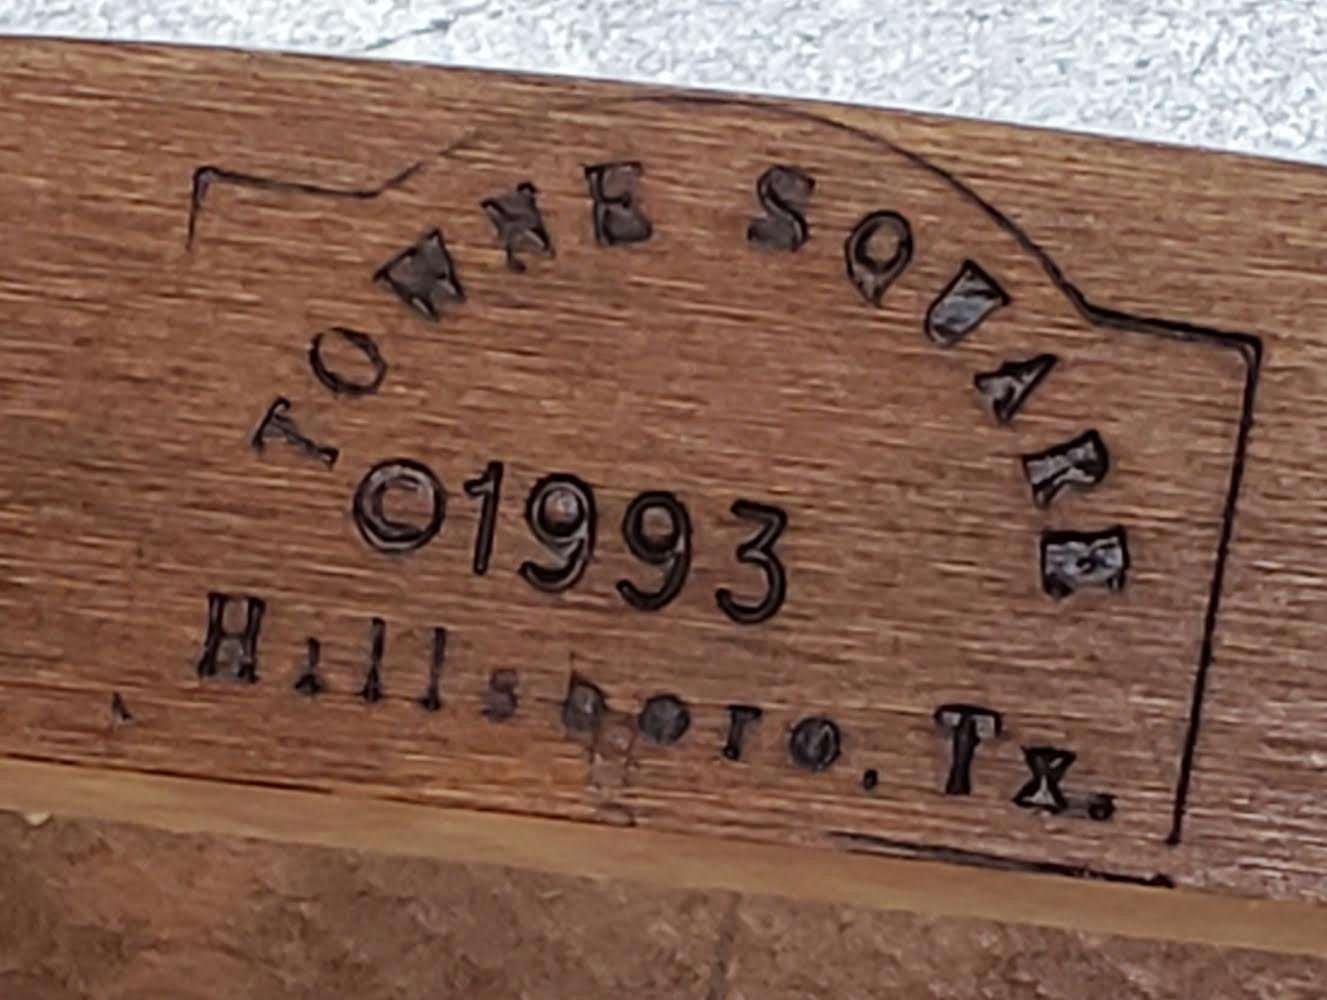 TOWNE SQUARE
©1993
Hillsboro, Tx.